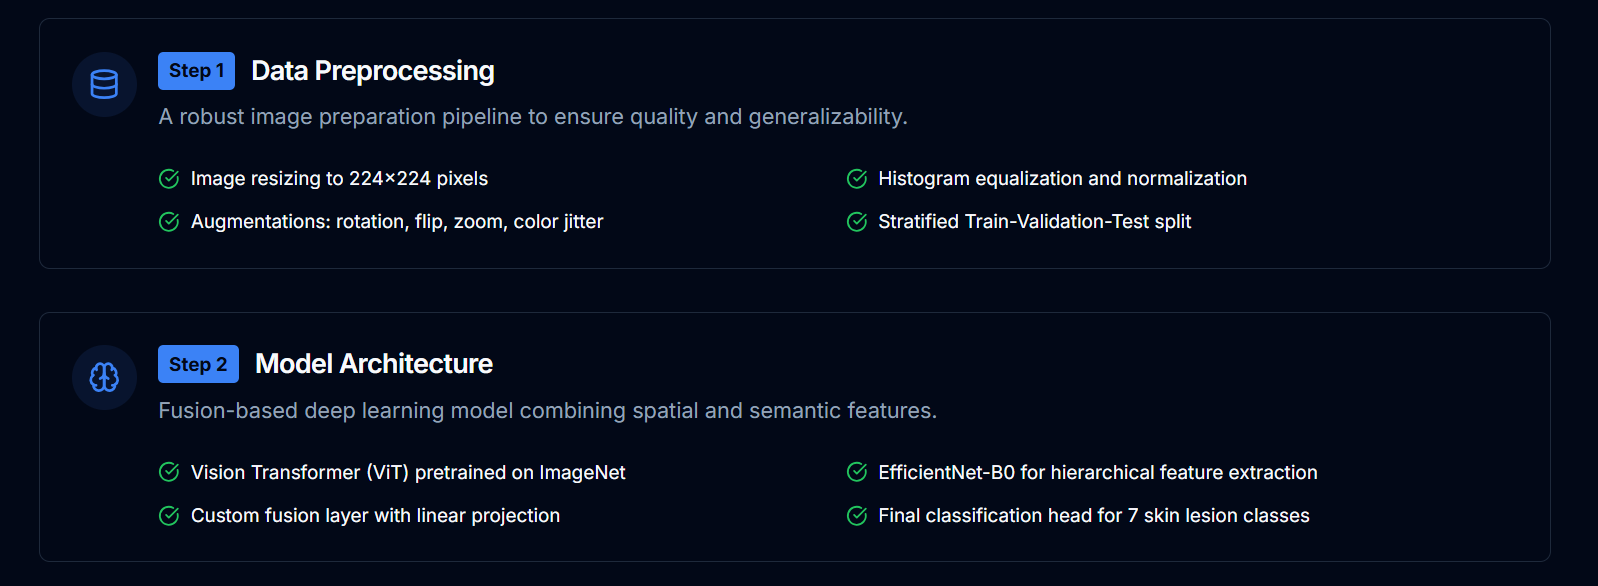 Step 1 Data Preprocessing
A robust image preparation pipeline to ensure quality and generalizability.
Image resizing to 224×224 pixels
Histogram equalization and normalization
Augmentations: rotation, flip, zoom, color jitter
Stratified Train-Validation-Test split
Step 2 Model Architecture
Fusion-based deep learning model combining spatial and semantic features.
Vision Transformer (ViT) pretrained on ImageNet
EfficientNet-B0 for hierarchical feature extraction
Custom fusion layer with linear projection
Final classification head for 7 skin lesion classes